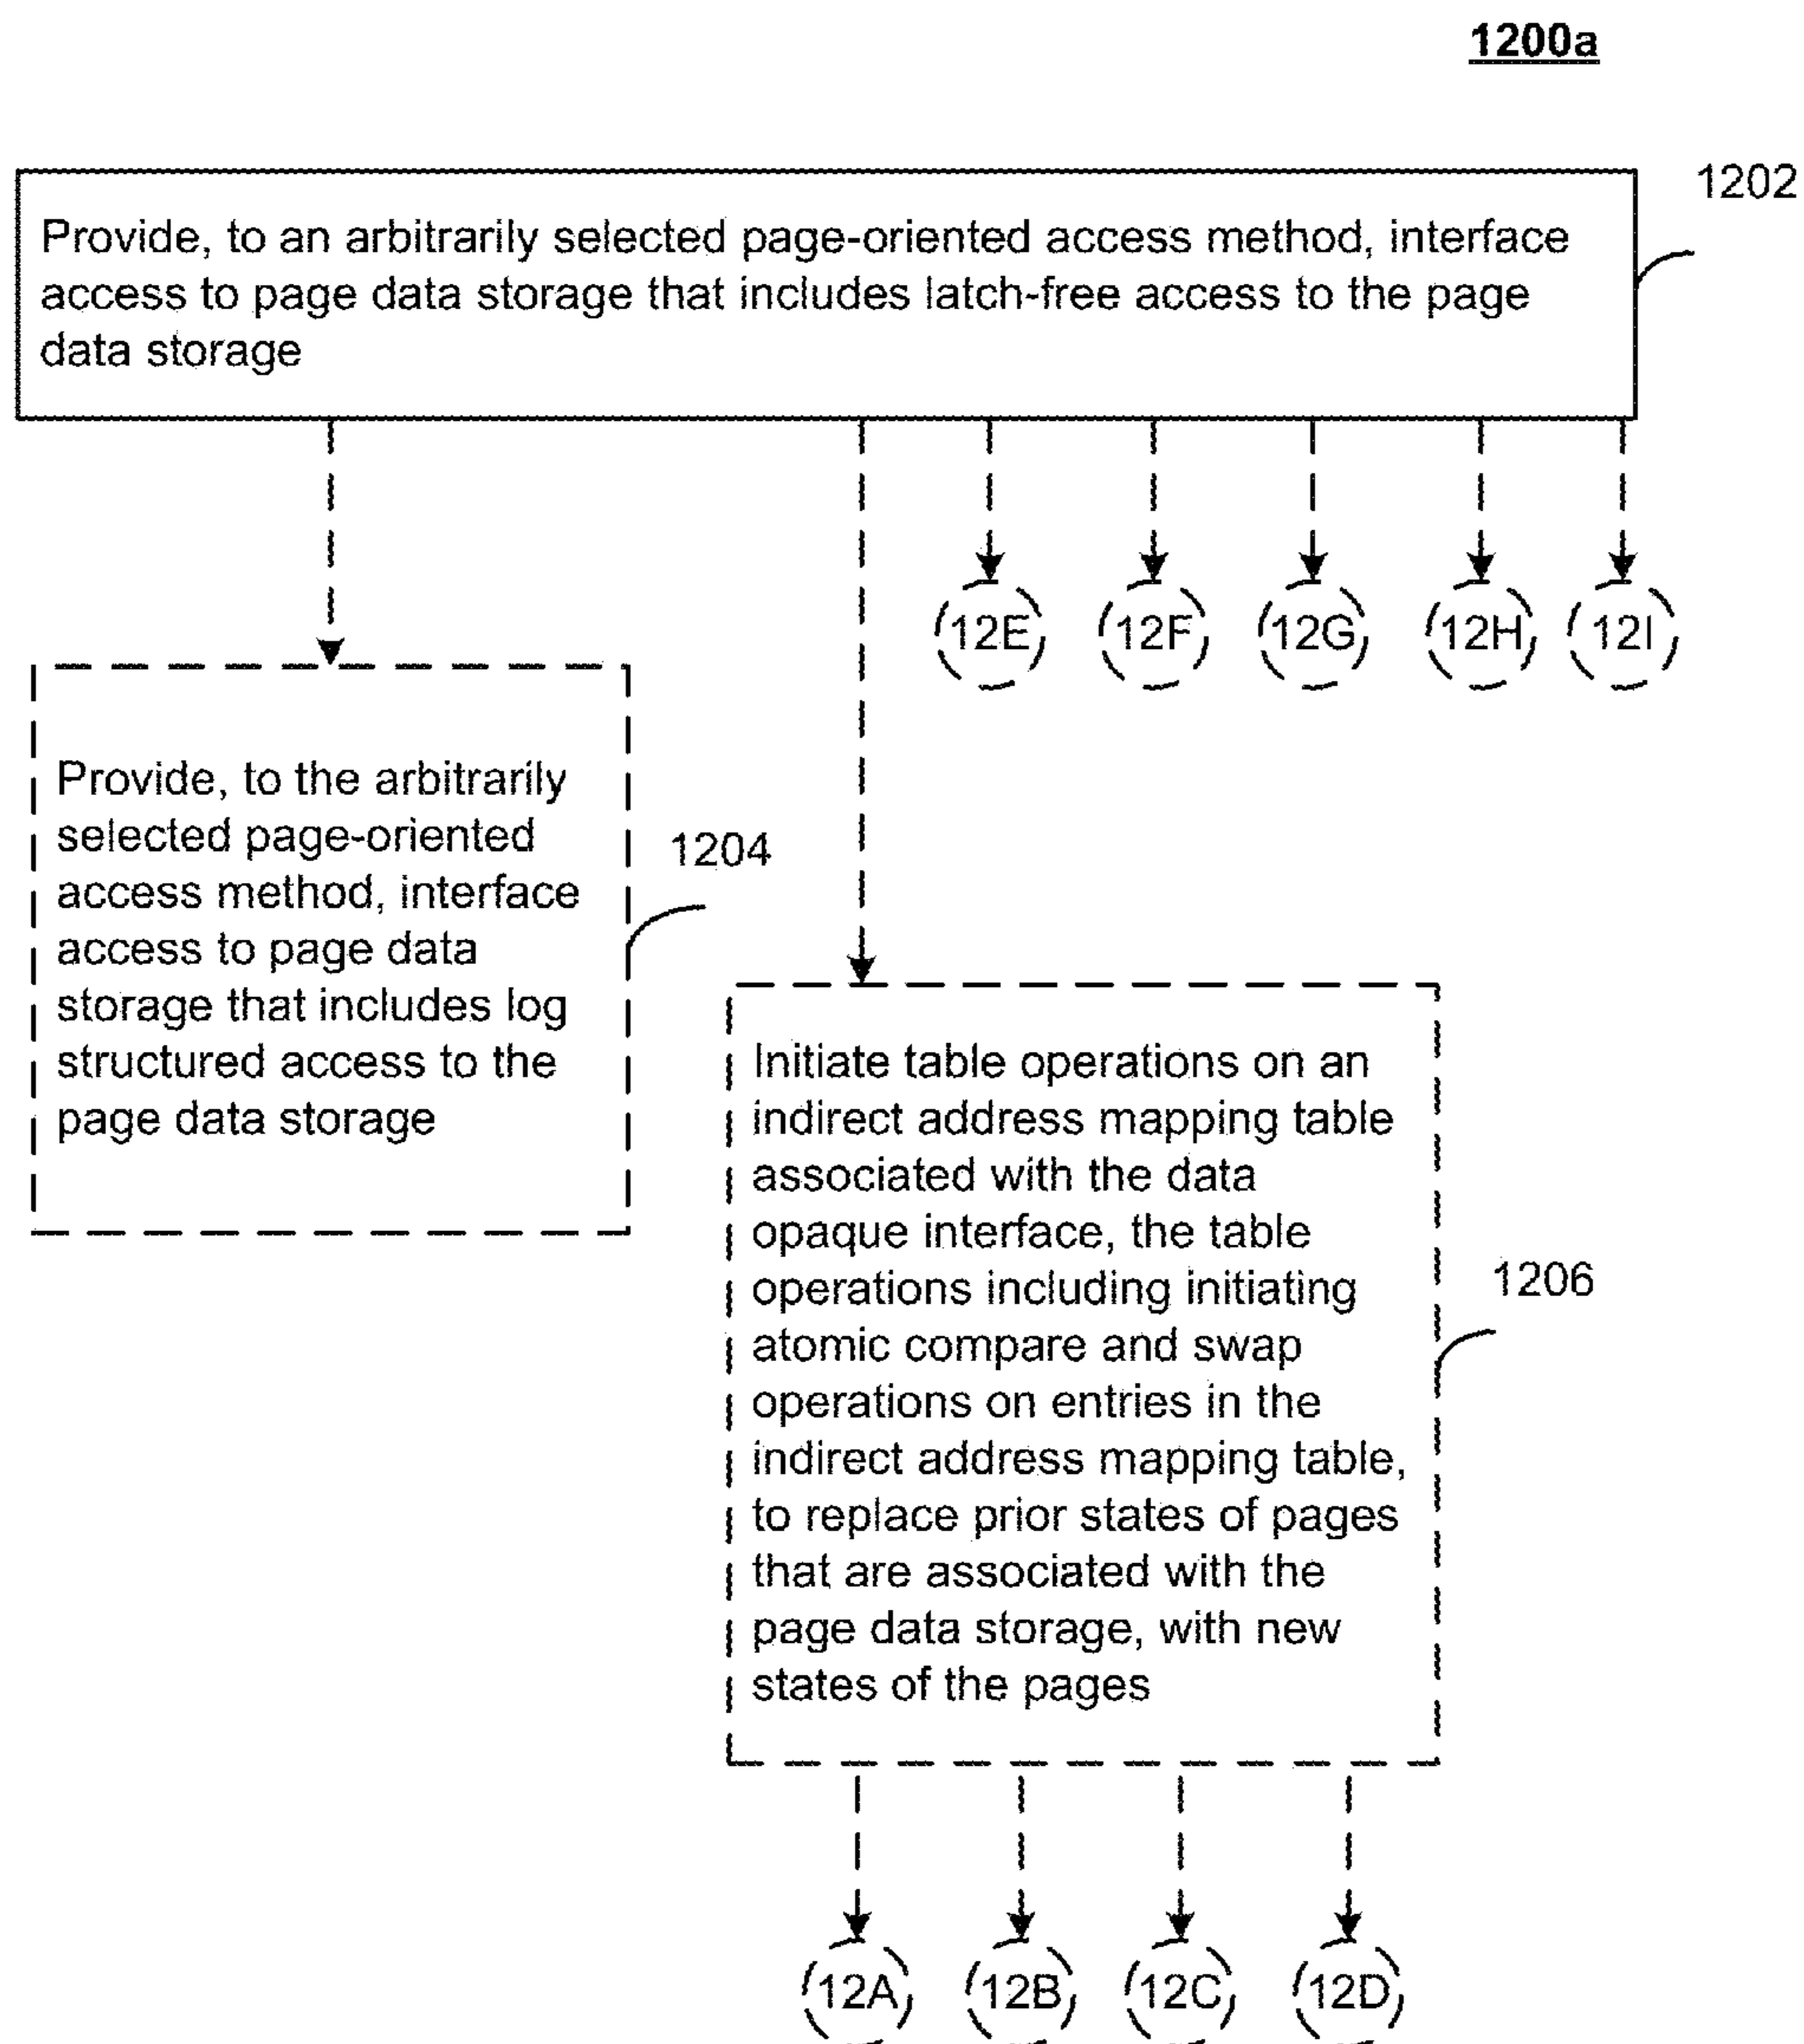 1200a
1202
Provide, to an arbitrarily selected page-oriented access method, interface
access to page data storage that includes latch-free access to the page
data storage
12E
12F
12G
12H
12I
Provide, to the arbitrarily
selected page-oriented
access method, interface
access to page data
storage that includes log
structured access to the
page data storage
1204
Initiate table operations on an
indirect address mapping table
associated with the data
opaque interface, the table
operations including initiating
atomic compare and swap
operations on entries in the
indirect address mapping table,
to replace prior states of pages
that are associated with the
page data storage, with new
states of the pages
1206
12A
12B
12C
12D